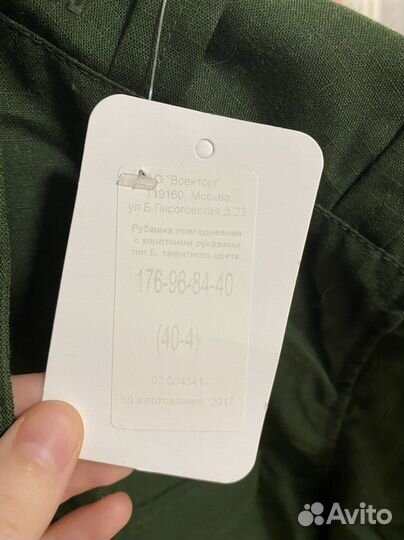 О "Военторг"
119160, Москва,
ул.Б.Пироговская д.23
Рубашка повседневная
с короткими рукавами
тип Б, защитного цвета
176-96-84-40
(40-4)
02.004341
Год изготовления 2017
Avito